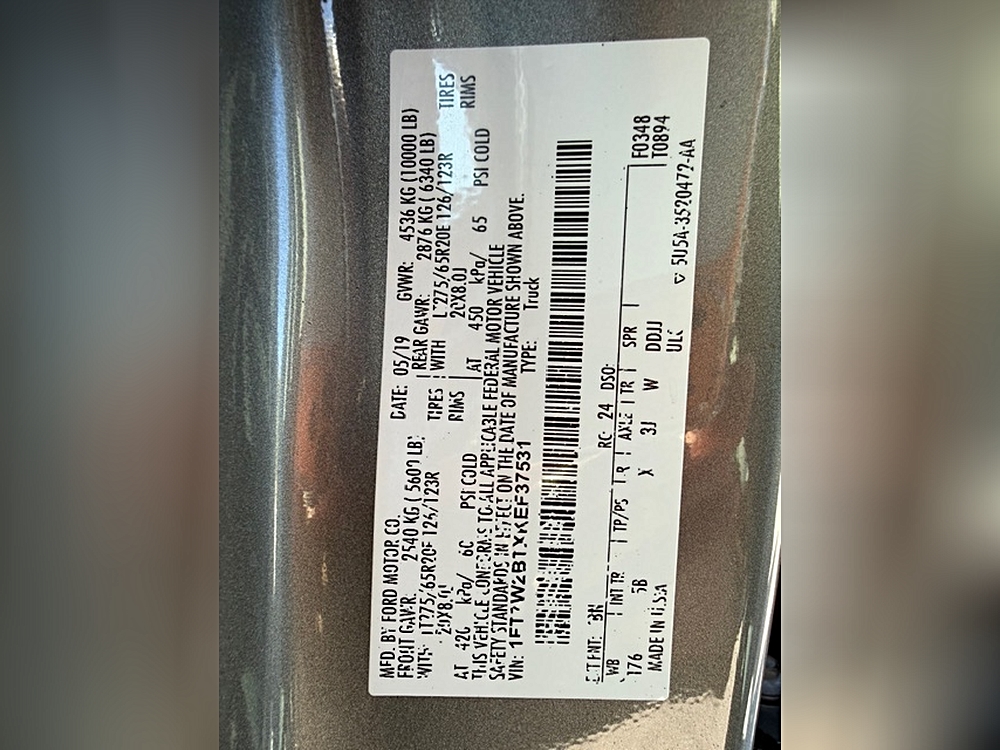 MFD. BY FORD MOTOR CO. DATE: 05/19 GVWR: 4536 KG (10000 LB)
FRONT GAWR: 2540 KG ( 5600 LB) REAR GAWR: 2876 KG ( 6340 LB)
WITH LT275/65R20E 126/123R TIRES WITH LT275/65R20E 126/123R TIRES
20X8.0J RIMS 20X8.0J RIMS
AT 420 kPa/ 60 PSI COLD AT 450 kPa/ 65 PSI COLD
THIS VEHICLE CONFORMS TO ALL APPLICABLE FEDERAL MOTOR VEHICLE
SAFETY STANDARDS IN EFFECT ON THE DATE OF MANUFACTURE SHOWN ABOVE.
VIN: 1FT7W2BTXKEF37531 TYPE: Truck
F0348
T0894
EXT PNT: RC: 24 DSO:
WB INT TR TP/PS R AXLE TR SPR
176 5B X 3J W DDJJ
MADE IN U.S.A. ULC
5U5A-3520472-AA